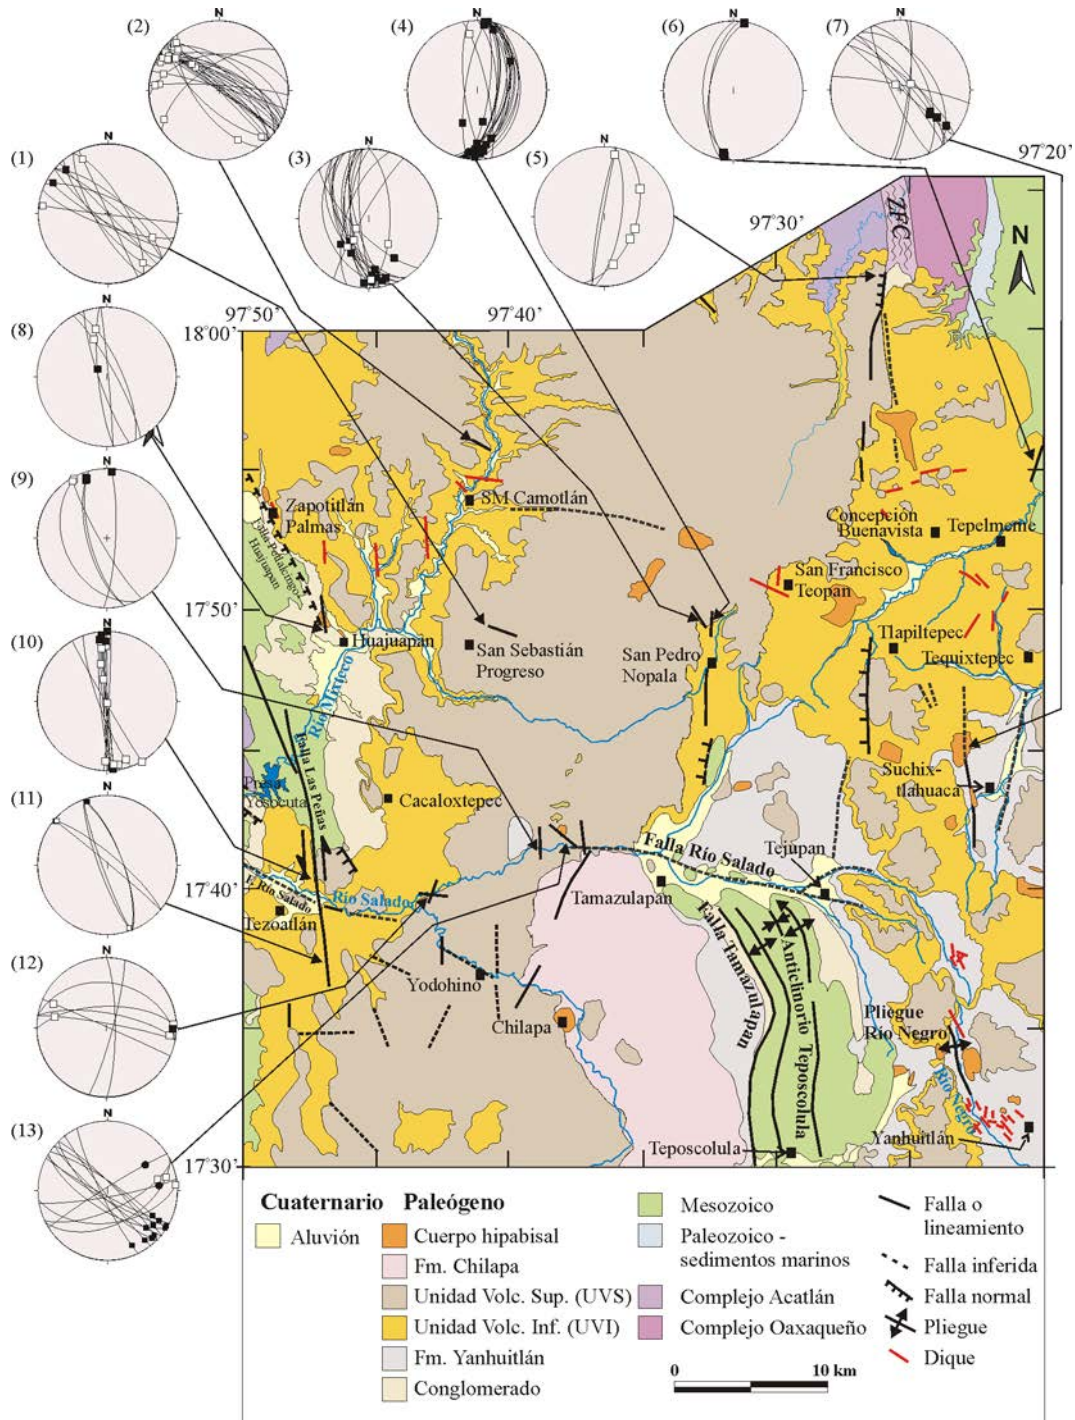 (2)
N
(4)
N
(6)
N
(7)
N
(1)
N
(3)
N
(5)
N
97°20'
97°30'
ZFC
N
97°50'
97°40'
18°00'
(8)
N
(9)
N
Zapotitlán
Palmas
SM Camotlán
Concepción
Buenavista
Tepelmeme
Huajuapan
San Francisco
Teopan
17°50'
Huajuapan
San Sebastián
Progreso
San Pedro
Nopala
Tlapiltepec
Tequixtepec
(10)
N
Río Mixteco
Falla Las Peñas
Presa
Yosocuta
Cacaloxtepec
Suchix-
tlahuaca
(11)
N
Falla Río Salado
Tejúpan
17°40'
F. Río Salado
Río Salado
Tezoatlán
Tamazulapan
Falla Tamazulapan
Anticlinorio Teposcolula
(12)
N
Yodohino
Chilapa
Pliegue
Río Negro
Río Negro
(13)
N
Teposcolula
Yanhuitlán
17°30'
Cuaternario
Aluvión
Paleógeno
Cuerpo hipabisal
Fm. Chilapa
Unidad Volc. Sup. (UVS)
Unidad Volc. Inf. (UVI)
Fm. Yanhuitlán
Conglomerado
Mesozoico
Paleozoico -
sedimentos marinos
Complejo Acatlán
Complejo Oaxaqueño
Falla o
lineamiento
Falla inferida
Falla normal
Pliegue
Dique
0
10 km